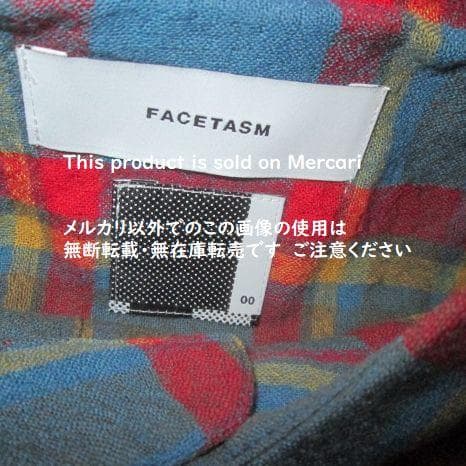 FACETASM
This product is sold on Mercari
メルカリ以外でのこの画像の使用は
無断転載・無在庫転売です ご注意ください
00